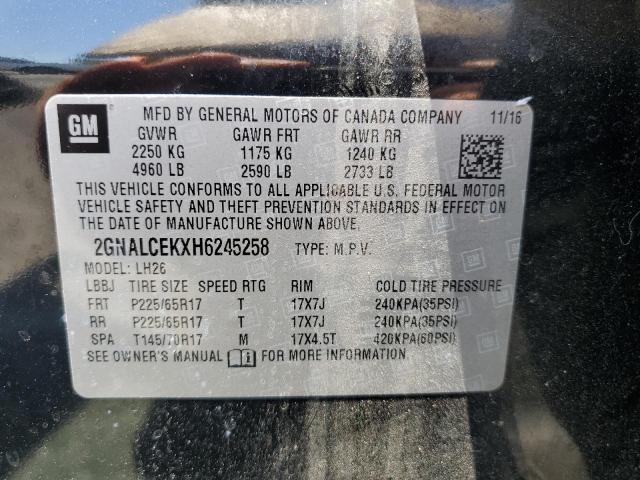 GM
MFD BY GENERAL MOTORS OF CANADA COMPANY 11/16
GVWR GAWR FRT GAWR RR
2250 KG 1175 KG 1240 KG
4960 LB 2590 LB 2733 LB
THIS VEHICLE CONFORMS TO ALL APPLICABLE U.S. FEDERAL MOTOR
VEHICLE SAFETY AND THEFT PREVENTION STANDARDS IN EFFECT ON
THE DATE OF MANUFACTURE SHOWN ABOVE.
2GNALCEKXH6245258 TYPE: M.P.V.
MODEL: LH26
LBBJ TIRE SIZE SPEED RTG RIM COLD TIRE PRESSURE
FRT P225/65R17 T 17X7J 240KPA(35PSI)
RR P225/65R17 T 17X7J 240KPA(35PSI)
SPA T145/70R17 M 17X4.5T 420KPA(60PSI)
SEE OWNER'S MANUAL FOR MORE INFORMATION.